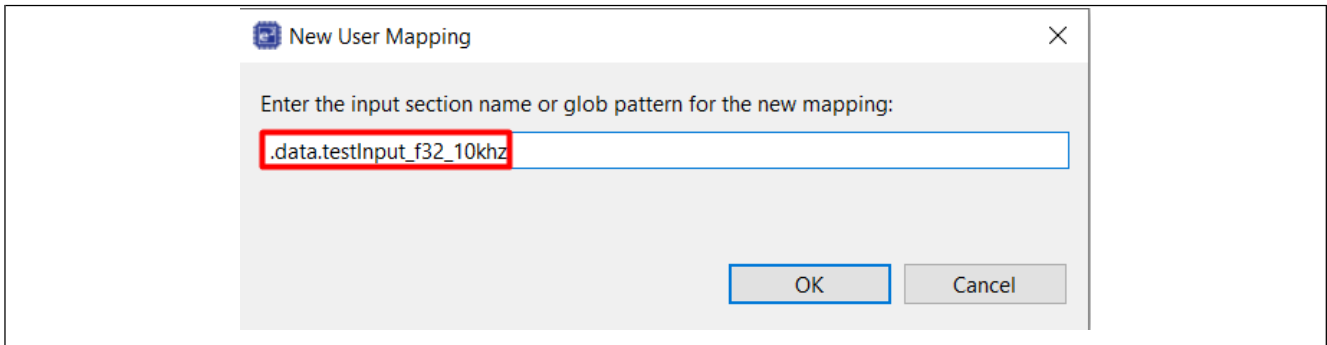 New User Mapping
Enter the input section name or glob pattern for the new mapping:
.data.testInput_f32_10khz
OK Cancel